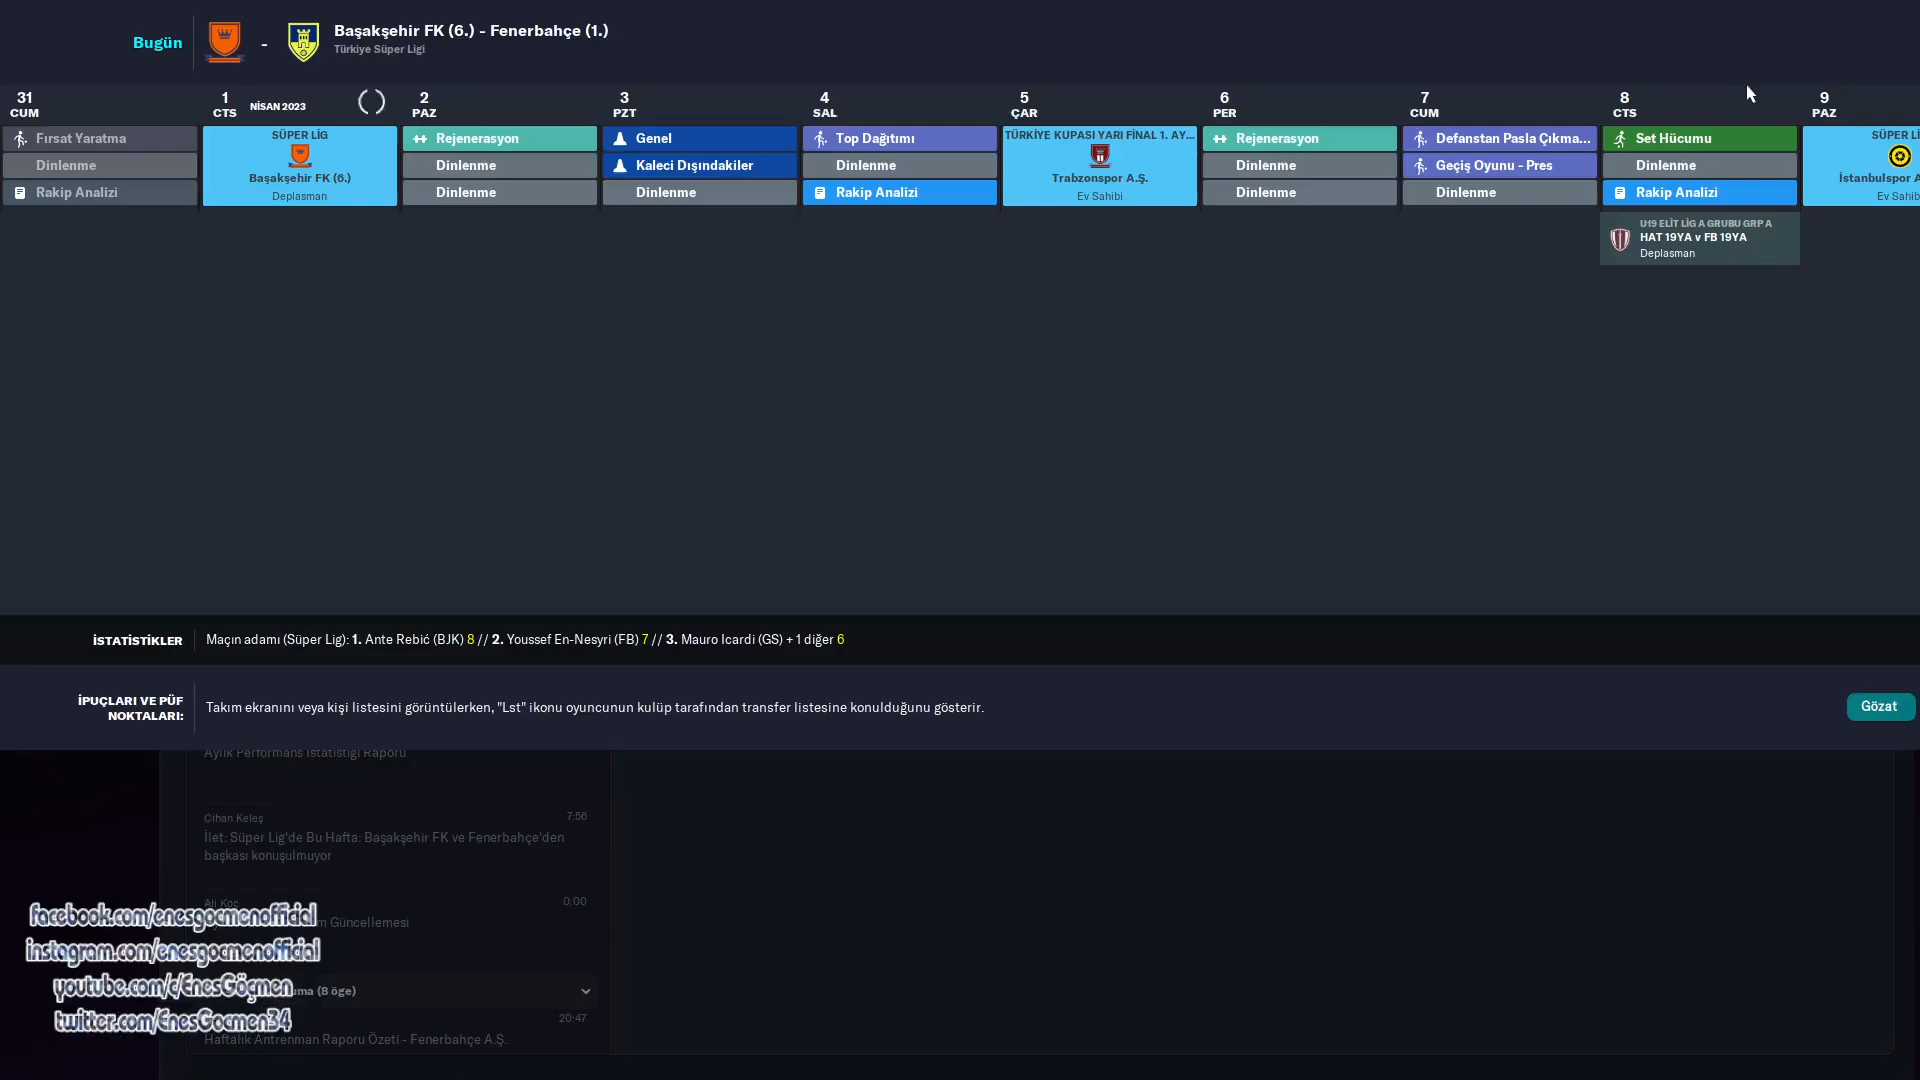 Bugün
-
Başakşehir FK (6.) - Fenerbahçe (1.)
Türkiye Süper Ligi
31
CUM
1
CTS
NİSAN 2023
2
PAZ
3
PZT
4
SAL
5
ÇAR
6
PER
7
CUM
8
CTS
9
PAZ
Fırsat Yaratma
Dinlenme
Rakip Analizi
SÜPER LİG
Başakşehir FK (6.)
Deplasman
Rejenerasyon
Dinlenme
Dinlenme
Genel
Kaleci Dışındakiler
Dinlenme
Top Dağıtımı
Dinlenme
Rakip Analizi
TÜRKİYE KUPASI YARI FİNAL 1. AY...
Trabzonspor A.Ş.
Ev Sahibi
Rejenerasyon
Dinlenme
Dinlenme
Defanstan Pasla Çıkma...
Geçiş Oyunu - Pres
Dinlenme
Set Hücumu
Dinlenme
Rakip Analizi
U19 ELİT LİG A GRUBU GRP A
HAT 19YA v FB 19YA
Deplasman
SÜPER Lİ
İstanbulspor A
Ev Sahib
İSTATİSTİKLER
Maçın adamı (Süper Lig): 1. Ante Rebić (BJK) 8 // 2. Youssef En-Nesyri (FB) 7 // 3. Mauro Icardi (GS) + 1 diğer 6
İPUÇLARI VE PÜF
NOKTALARI:
Takım ekranını veya kişi listesini görüntülerken, "Lst" ikonu oyuncunun kulüp tarafından transfer listesine konulduğunu gösterir.
Gözat
Aylık Performans İstatistiği Raporu
Cihan Keleş
7:56
İlet: Süper Lig'de Bu Hafta: Başakşehir FK ve Fenerbahçe'den
başkası konuşulmuyor
Ali Koç
0:00
Güncellemesi
facebook.com/enesgocmenofficial
instagram.com/enesgocmenofficial
youtube.com/c/EnesGöçmen
twitter.com/EnesGocmen34
uma (8 öge)
20:47
Haftalık Antrenman Raporu Özeti - Fenerbahçe A.Ş.